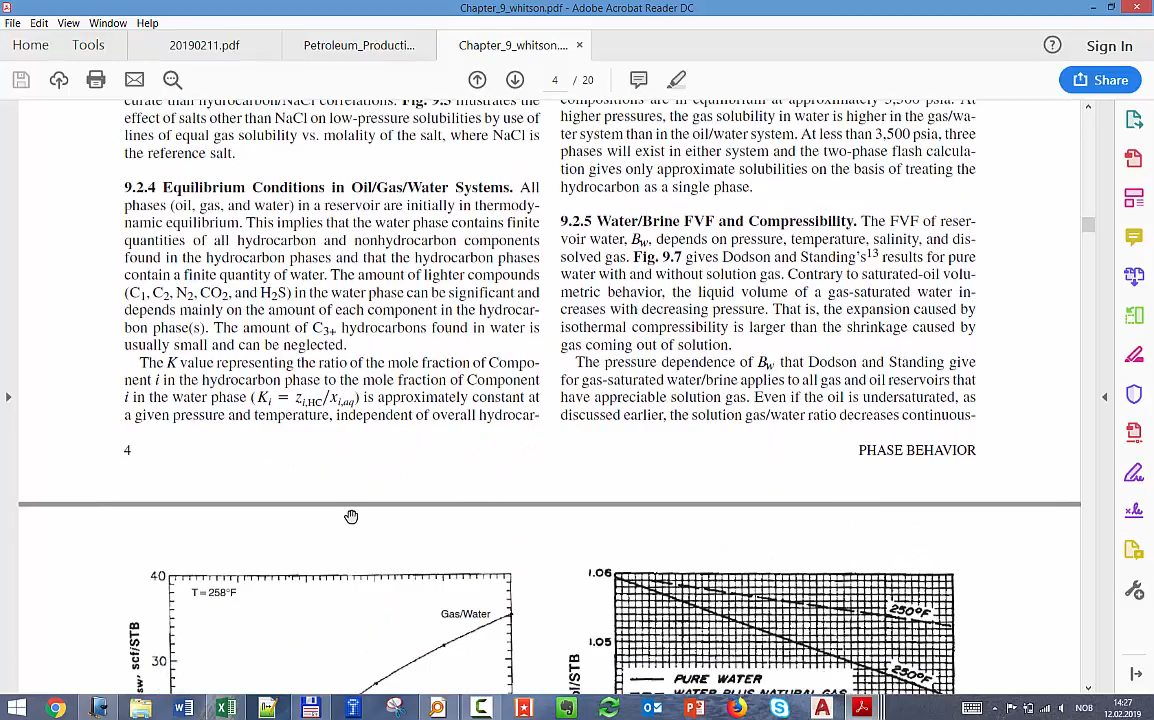 Chapter_9_whitson.pdf - Adobe Acrobat Reader DC
File Edit View Window Help
Home Tools 20190211.pdf Petroleum_Producti... Chapter_9_whitson.... × Sign In
4 / 20 Share
curate than hydrocarbon/NaCl correlations. Fig. 9.5 illustrates the
effect of salts other than NaCl on low-pressure solubilities by use of
lines of equal gas solubility vs. molality of the salt, where NaCl is
the reference salt.
9.2.4 Equilibrium Conditions in Oil/Gas/Water Systems. All
phases (oil, gas, and water) in a reservoir are initially in thermody-
namic equilibrium. This implies that the water phase contains finite
quantities of all hydrocarbon and nonhydrocarbon components
found in the hydrocarbon phases and that the hydrocarbon phases
contain a finite quantity of water. The amount of lighter compounds
(C₁, C₂, N₂, CO₂, and H₂S) in the water phase can be significant and
depends mainly on the amount of each component in the hydrocar-
bon phase(s). The amount of C₃₊ hydrocarbons found in water is
usually small and can be neglected.
The K value representing the ratio of the mole fraction of Compo-
nent i in the hydrocarbon phase to the mole fraction of Component
i in the water phase (Kᵢ = zᵢ,HC/xᵢ,aq) is approximately constant at
a given pressure and temperature, independent of overall hydrocar-
4
compositions are in equilibrium at approximately 3,500 psia. At
higher pressures, the gas solubility in water is higher in the gas/wa-
ter system than in the oil/water system. At less than 3,500 psia, three
phases will exist in either system and the two-phase flash calcula-
tion gives only approximate solubilities on the basis of treating the
hydrocarbon as a single phase.
9.2.5 Water/Brine FVF and Compressibility. The FVF of reser-
voir water, B_w, depends on pressure, temperature, salinity, and dis-
solved gas. Fig. 9.7 gives Dodson and Standing's¹³ results for pure
water with and without solution gas. Contrary to saturated-oil volu-
metric behavior, the liquid volume of a gas-saturated water in-
creases with decreasing pressure. That is, the expansion caused by
isothermal compressibility is larger than the shrinkage caused by
gas coming out of solution.
The pressure dependence of B_w that Dodson and Standing give
for gas-saturated water/brine applies to all gas and oil reservoirs that
have appreciable solution gas. Even if the oil is undersaturated, as
discussed earlier, the solution gas/water ratio decreases continuous-
PHASE BEHAVIOR
40
T = 258°F
Gas/Water
30
sw, scf/STB
1.06
250°F
1.05
250°F
PURE WATER
WATER PLUS NATURAL GAS
bl/STB
NOB
14:27
12.02.2019